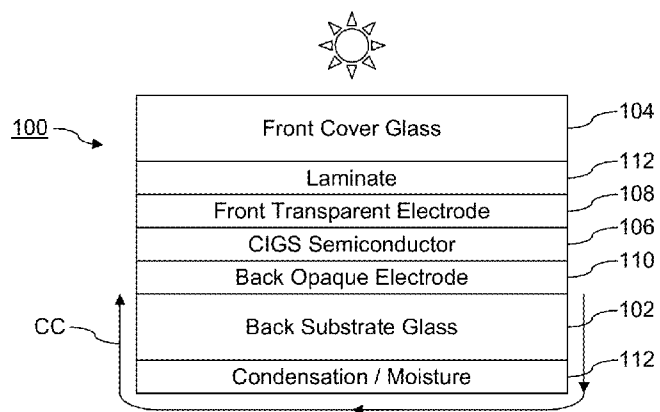 100
Front Cover Glass
104
Laminate
112
Front Transparent Electrode
108
CIGS Semiconductor
106
Back Opaque Electrode
110
CC
Back Substrate Glass
102
Condensation / Moisture
112